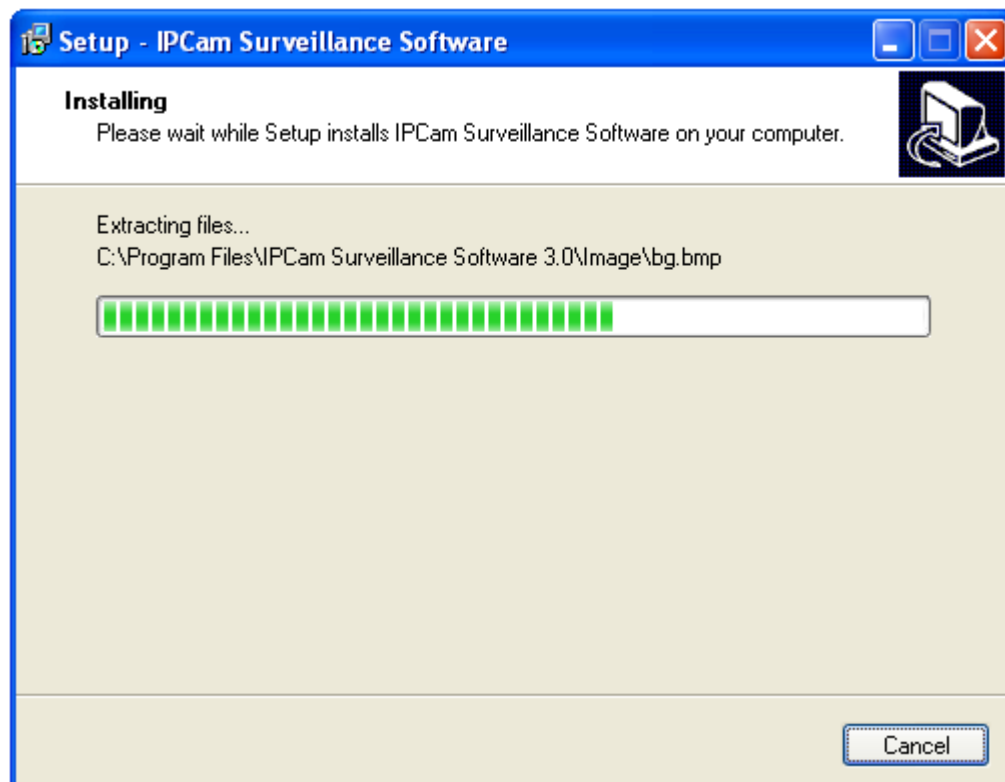 Setup - IPCam Surveillance Software
Installing
Please wait while Setup installs IPCam Surveillance Software on your computer.
Extracting files...
C:\Program Files\IPCam Surveillance Software 3.0\Image\bg.bmp
Cancel